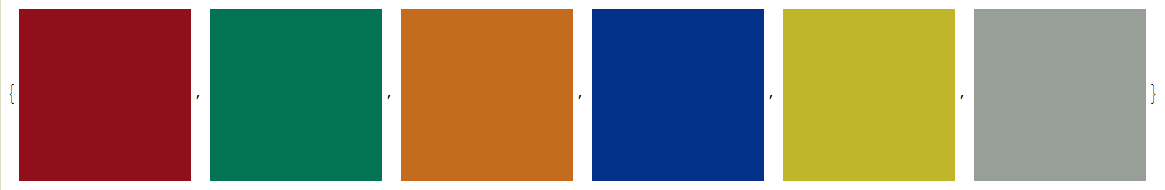 { , , , , , }